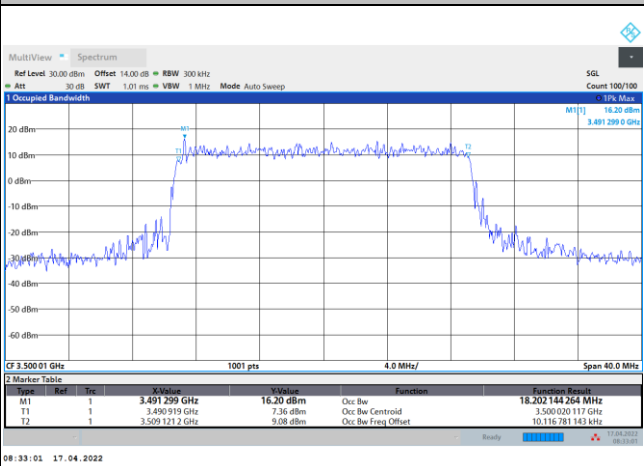 MultiView Spectrum
Ref Level 30.00 dBm Offset 14.00 dB RBW 300 kHz SGL
Att 30 dB SWT 1.01 ms VBW 1 MHz Mode Auto Sweep Count 100/100
1 Occupied Bandwidth 1Pk Max
M1[1] 16.20 dBm
3.491 299 0 GHz
20 dBm
M1
T1 T2
10 dBm
0 dBm
-10 dBm
-20 dBm
-30 dBm
-40 dBm
-50 dBm
-60 dBm
CF 3.500 01 GHz 1001 pts 4.0 MHz/ Span 40.0 MHz
2 Marker Table
Type Ref Trc X-Value Y-Value Function Function Result
M1 1 3.491 299 GHz 16.20 dBm Occ Bw 18.202 144 264 MHz
T1 1 3.490 919 GHz 7.36 dBm Occ Bw Centroid 3.500 020 117 GHz
T2 1 3.509 121 2 GHz 9.08 dBm Occ Bw Freq Offset 10.116 781 143 kHz
Ready 17.04.2022
08:33:01
08:33:01 17.04.2022